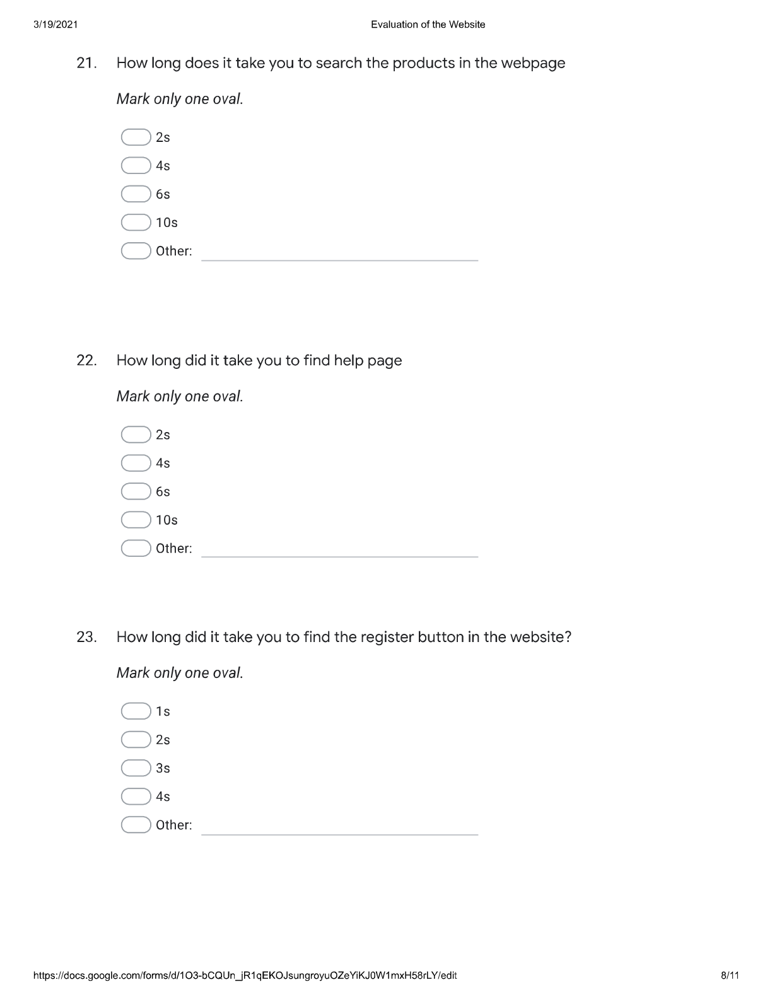 3/19/2021 Evaluation of the Website
21. How long does it take you to search the products in the webpage
Mark only one oval.
2s
4s
6s
10s
Other:
22. How long did it take you to find help page
Mark only one oval.
2s
4s
6s
10s
Other:
23. How long did it take you to find the register button in the website?
Mark only one oval.
1s
2s
3s
4s
Other:
https://docs.google.com/forms/d/1O3-bCQUn_jR1qEKOJsungroyuOZeYiKJ0W1mxH58rLY/edit 8/11